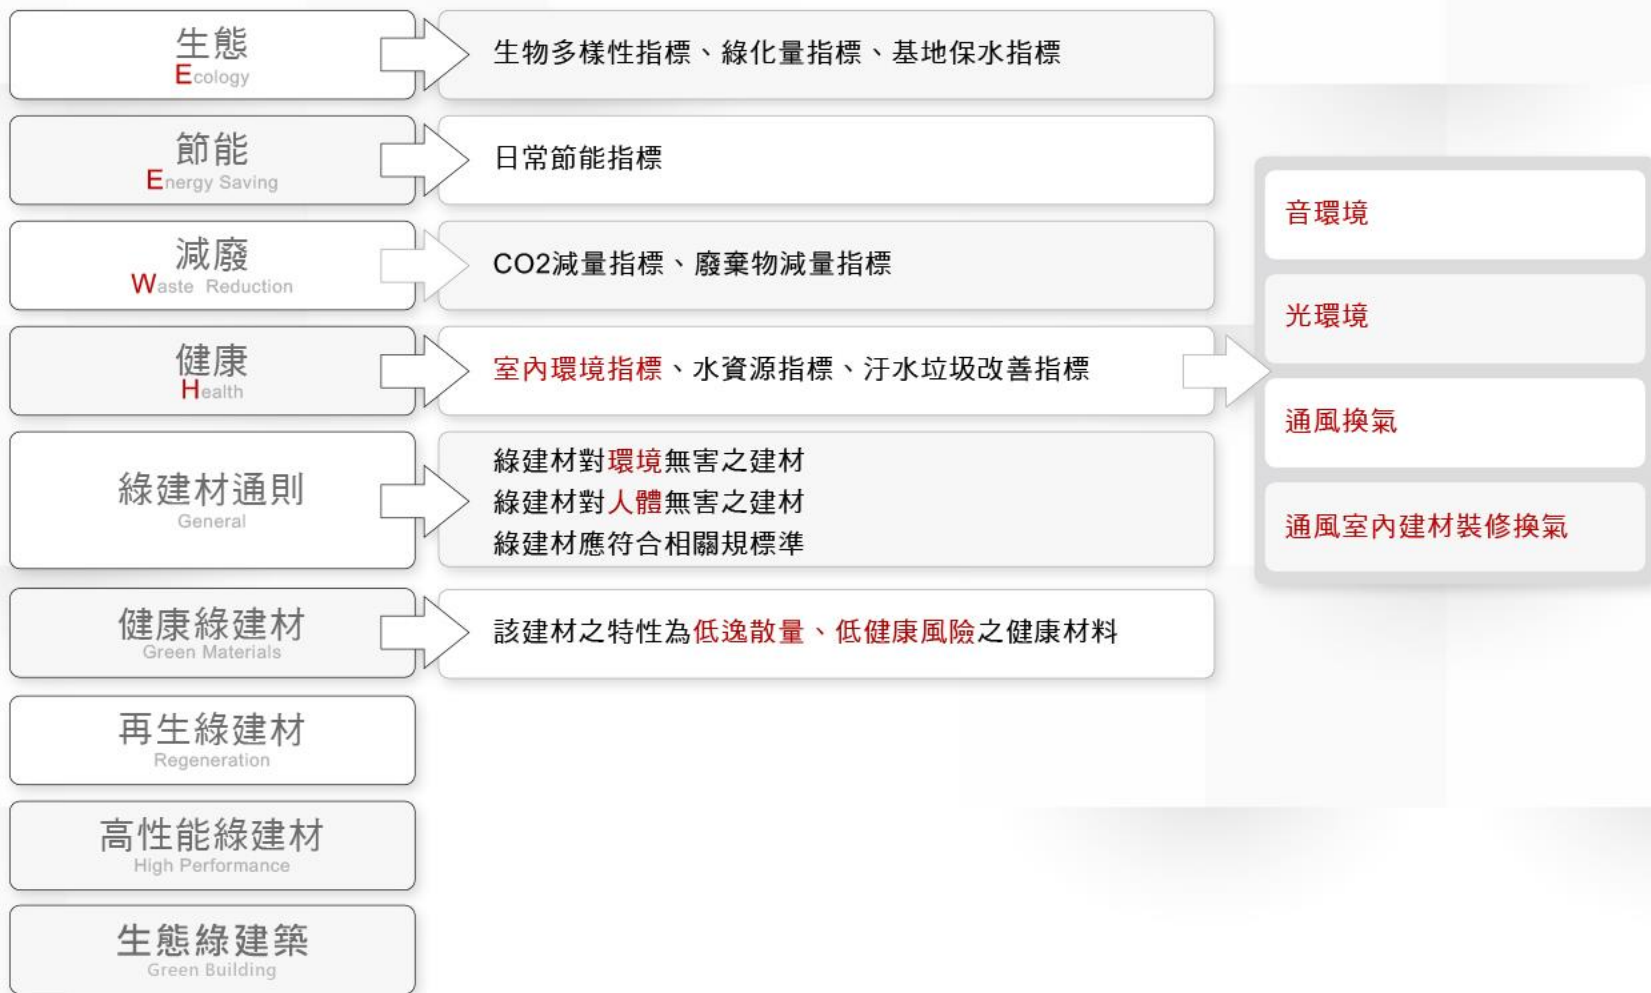 生態
Ecology
生物多樣性指標、綠化量指標、基地保水指標
節能
Energy Saving
日常節能指標
減廢
Waste Reduction
CO2減量指標、廢棄物減量指標
健康
Health
室內環境指標、水資源指標、汙水垃圾改善指標
音環境
光環境
通風換氣
通風室內建材裝修換氣
綠建材通則
General
綠建材對環境無害之建材
綠建材對人體無害之建材
綠建材應符合相關規標準
健康綠建材
Green Materials
該建材之特性為低逸散量、低健康風險之健康材料
再生綠建材
Regeneration
高性能綠建材
High Performance
生態綠建築
Green Building